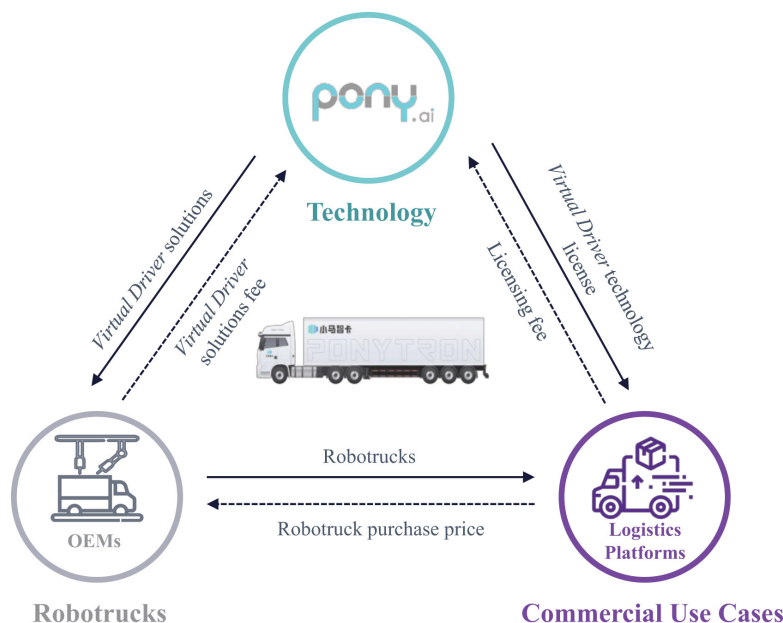 pony.ai
Technology
Virtual Driver solutions
Virtual Driver
solutions fee
Licensing fee
Virtual Driver technology
license
小马智卡
PONYTRON
Robotrucks
Robotruck purchase price
OEMs
Logistics
Platforms
Robotrucks
Commercial Use Cases